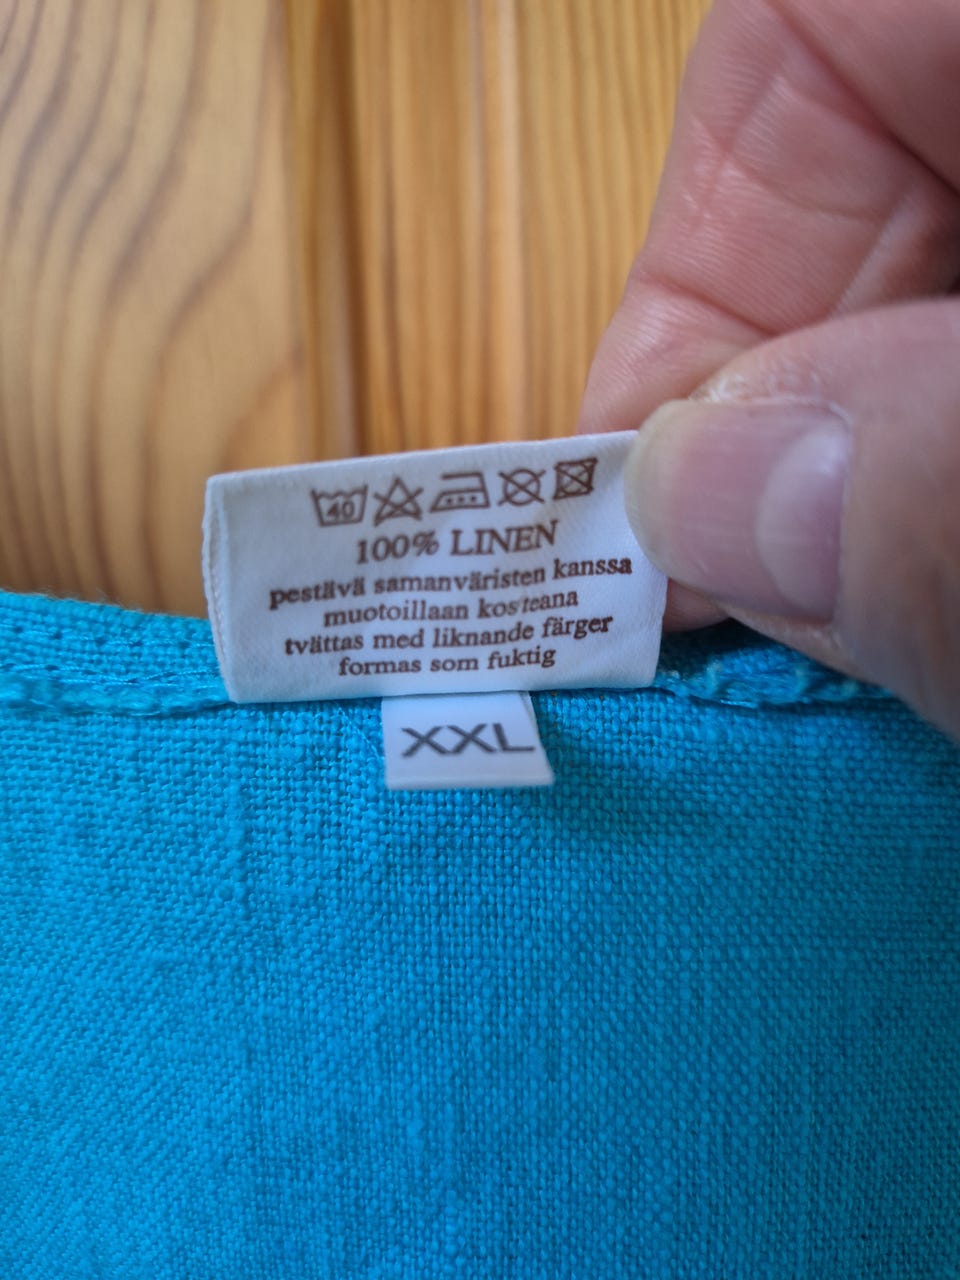 40
100% LINEN
pestävä samanväristen kanssa
muotoillaan kosteana
tvättas med liknande färger
formas som fuktig
XXL